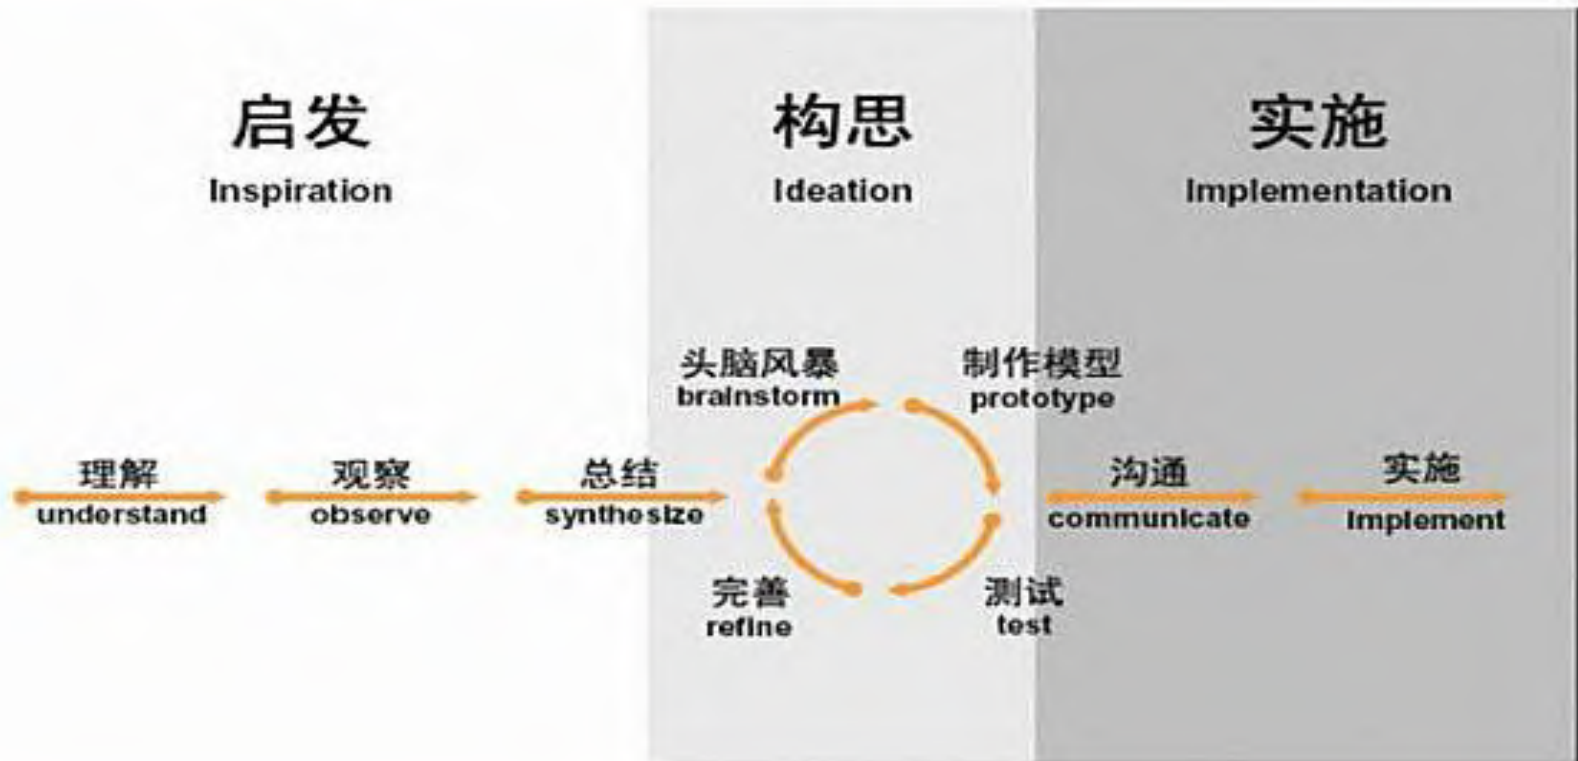 启发
Inspiration
构思
Ideation
实施
Implementation
理解
understand
观察
observe
总结
synthesize
头脑风暴
brainstorm
制作模型
prototype
测试
test
完善
refine
沟通
communicate
实施
implement